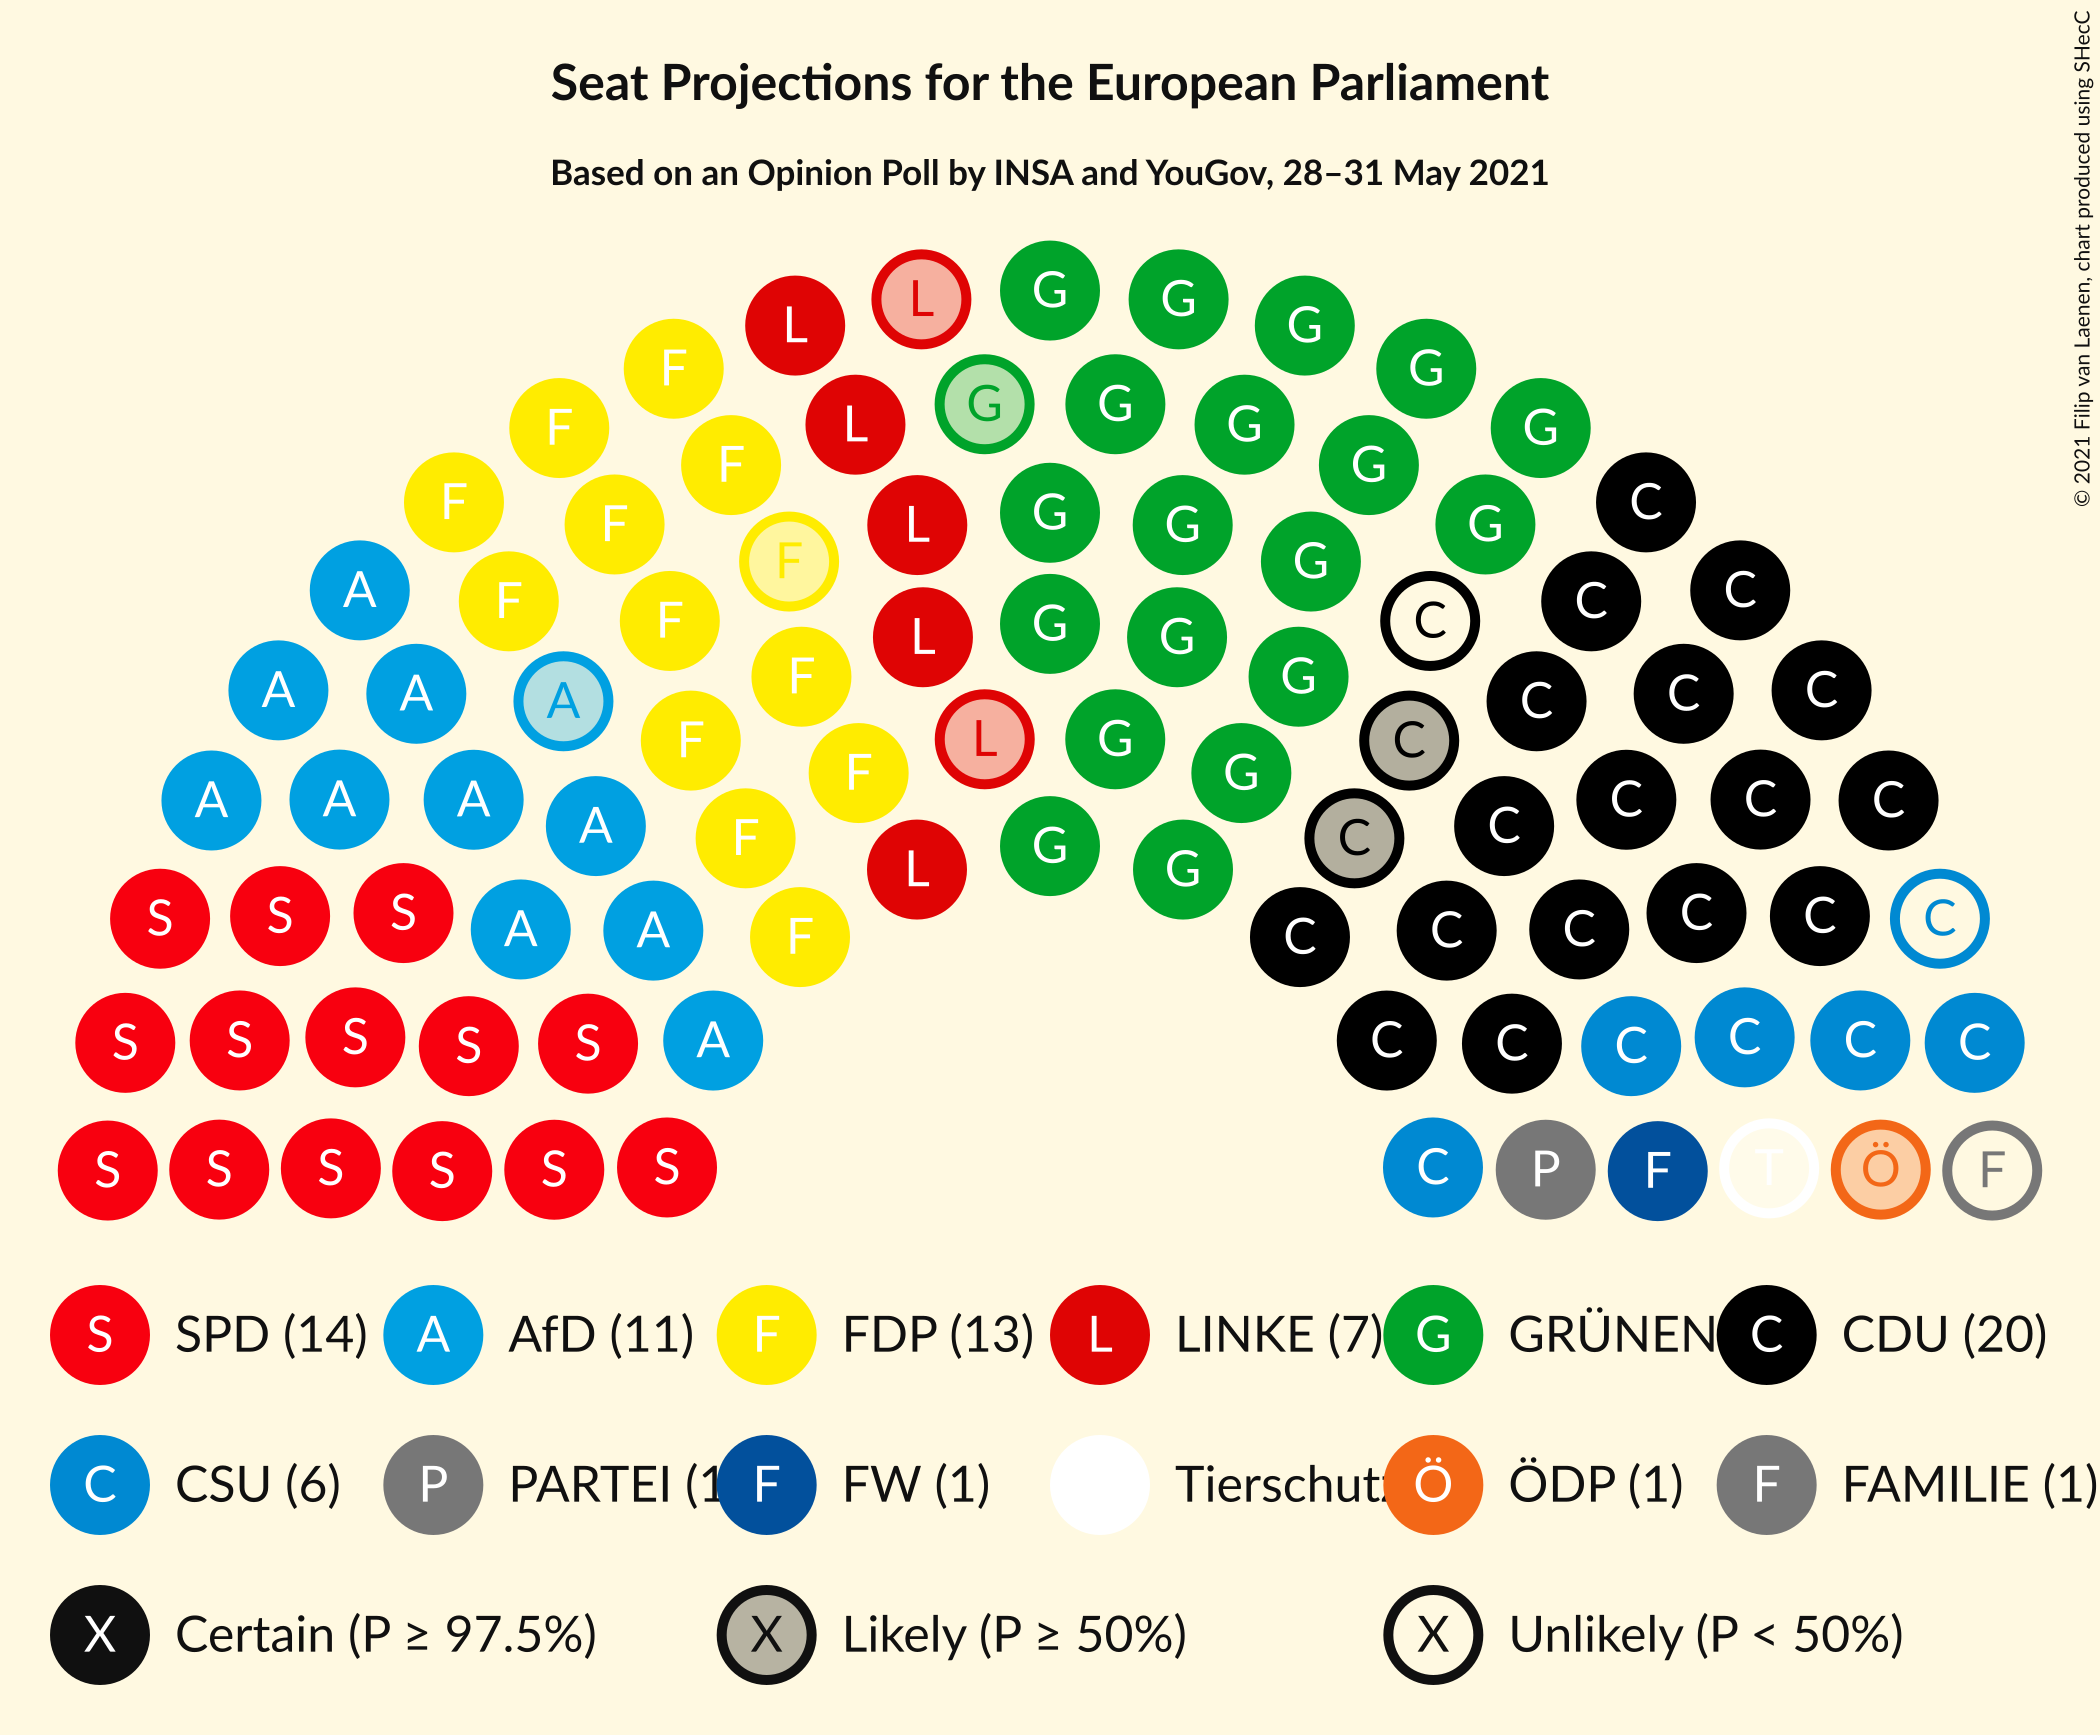 Seat Projections for the European Parliament
Based on an Opinion Poll by INSA and YouGov, 28–31 May 2021
© 2021 Filip van Laenen, chart produced using SHecC
L G G G
L
F G G
F L G G G G
F F G G C
F F L G G G
A F F G C C C
F L G G C
F G
A A A F L G C C C C
F G
A A A A F G G C C C C C
F L G C
S S S A A F G C C C C C C
S S S S S A C C C C C C
S S S S S S C P F T Ö F
S SPD (14) A AfD (11) F FDP (13) L LINKE (7) G GRÜNEN C CDU (20)
C CSU (6) P PARTEI (1 F FW (1) Tierschutz Ö ÖDP (1) F FAMILIE (1)
X Certain (P ≥ 97.5%) X Likely (P ≥ 50%) X Unlikely (P < 50%)